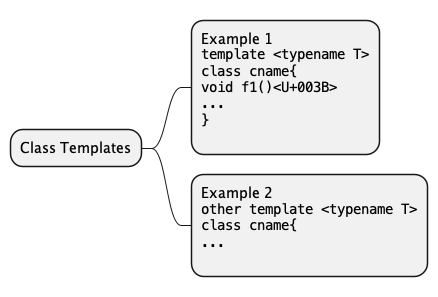 Class Templates
Example 1
template <typename T>
class cname{
void f1()<U+003B>
...
}
Example 2
other template <typename T>
class cname{
...